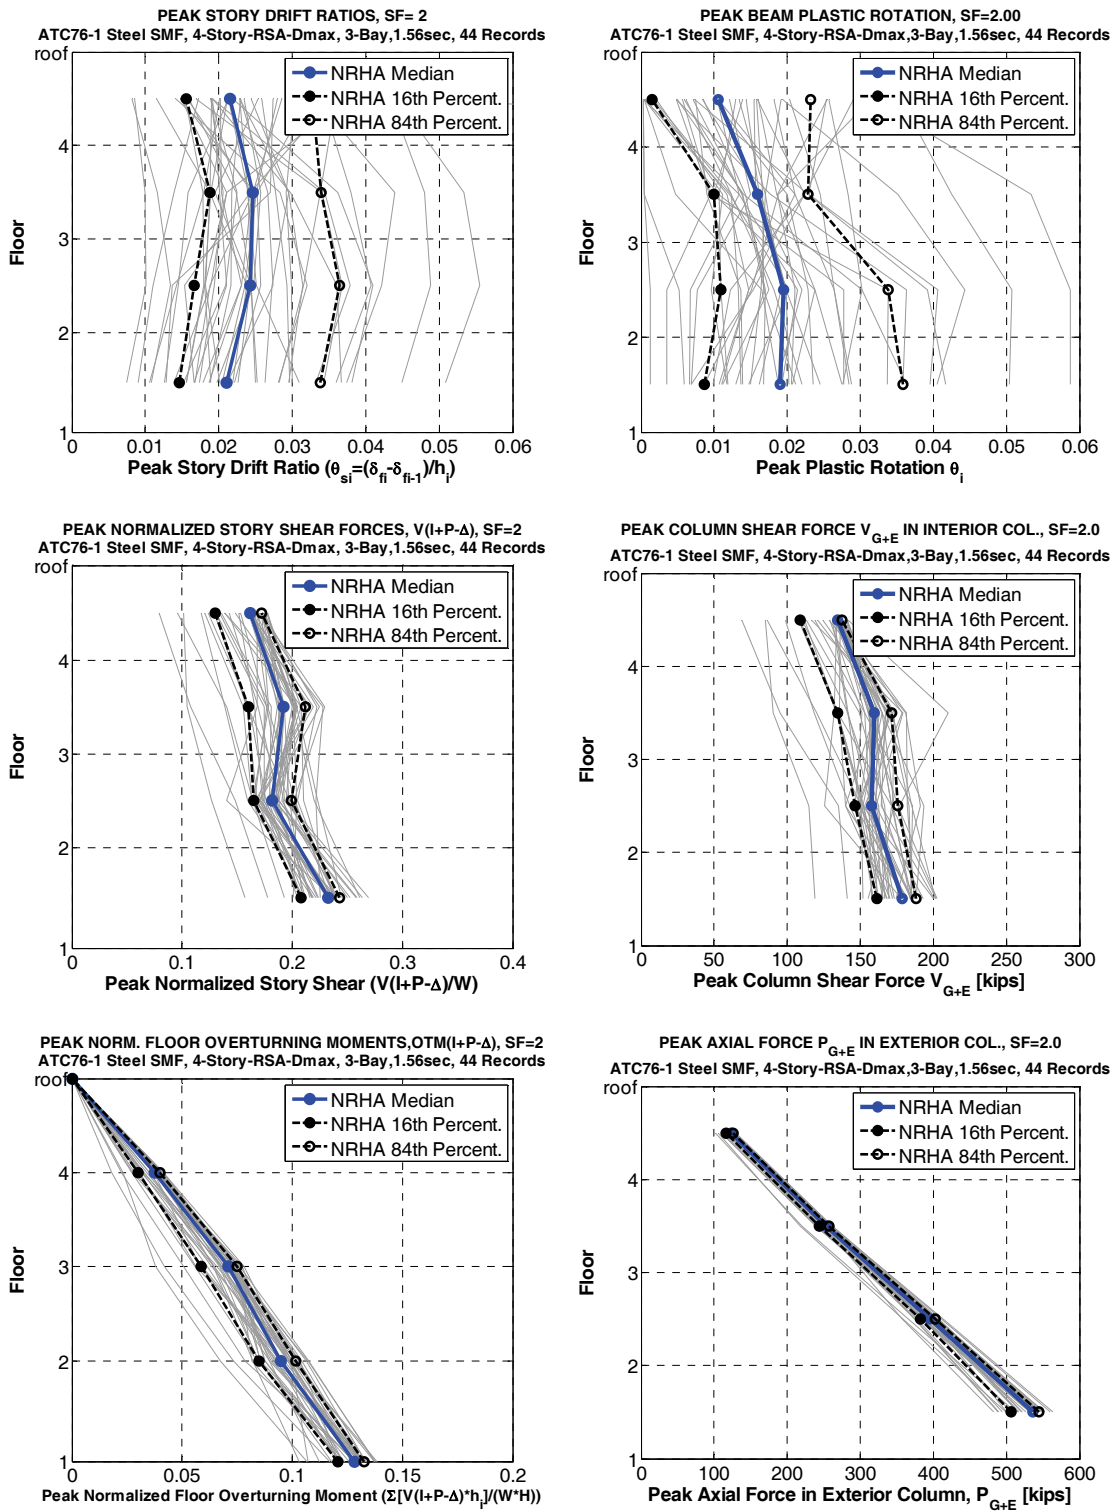 PEAK STORY DRIFT RATIOS, SF= 2
ATC76-1 Steel SMF, 4-Story-RSA-Dmax, 3-Bay,1.56sec, 44 Records
roof
4
3
2
1
Floor
NRHA Median
NRHA 16th Percent.
NRHA 84th Percent.
0 0.01 0.02 0.03 0.04 0.05 0.06
Peak Story Drift Ratio (θsi=(δfi-δfi-1)/hi)
PEAK BEAM PLASTIC ROTATION, SF=2.00
ATC76-1 Steel SMF, 4-Story-RSA-Dmax,3-Bay,1.56sec, 44 Records
roof
4
3
2
1
Floor
NRHA Median
NRHA 16th Percent.
NRHA 84th Percent.
0 0.01 0.02 0.03 0.04 0.05 0.06
Peak Plastic Rotation θi
PEAK NORMALIZED STORY SHEAR FORCES, V(I+P-Δ), SF=2
ATC76-1 Steel SMF, 4-Story-RSA-Dmax, 3-Bay,1.56sec, 44 Records
roof
4
3
2
1
Floor
NRHA Median
NRHA 16th Percent.
NRHA 84th Percent.
0 0.1 0.2 0.3 0.4
Peak Normalized Story Shear (V(I+P-Δ)/W)
PEAK COLUMN SHEAR FORCE VG+E IN INTERIOR COL., SF=2.0
ATC76-1 Steel SMF, 4-Story-RSA-Dmax,3-Bay,1.56sec, 44 Records
roof
4
3
2
1
Floor
NRHA Median
NRHA 16th Percent.
NRHA 84th Percent.
0 50 100 150 200 250 300
Peak Column Shear Force VG+E [kips]
PEAK NORM. FLOOR OVERTURNING MOMENTS,OTM(I+P-Δ), SF=2
ATC76-1 Steel SMF, 4-Story-RSA-Dmax, 3-Bay,1.56sec, 44 Records
roof
4
3
2
1
Floor
NRHA Median
NRHA 16th Percent.
NRHA 84th Percent.
0 0.05 0.1 0.15 0.2
Peak Normalized Floor Overturning Moment (Σ[V(I+P-Δ)*hi]/(W*H))
PEAK AXIAL FORCE PG+E IN EXTERIOR COL., SF=2.0
ATC76-1 Steel SMF, 4-Story-RSA-Dmax,3-Bay,1.56sec, 44 Records
roof
4
3
2
1
Floor
NRHA Median
NRHA 16th Percent.
NRHA 84th Percent.
0 100 200 300 400 500 600
Peak Axial Force in Exterior Column, PG+E [kips]